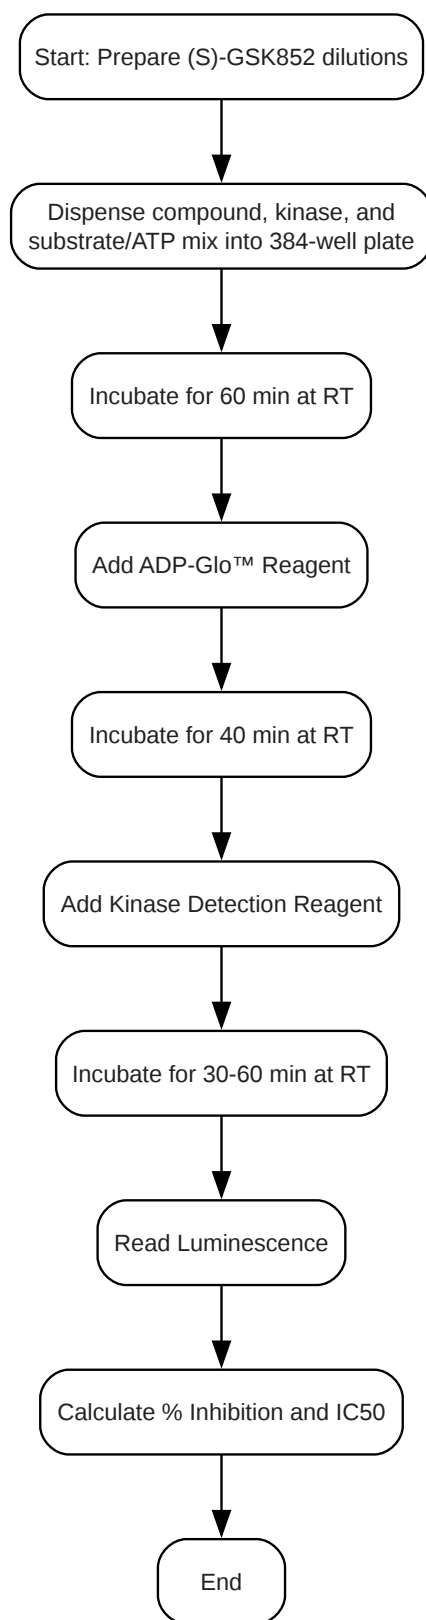 Start: Prepare (S)-GSK852 dilutions
Dispense compound, kinase, and
substrate/ATP mix into 384-well plate
Incubate for 60 min at RT
Add ADP-Glo™ Reagent
Incubate for 40 min at RT
Add Kinase Detection Reagent
Incubate for 30-60 min at RT
Read Luminescence
Calculate % Inhibition and IC50
End